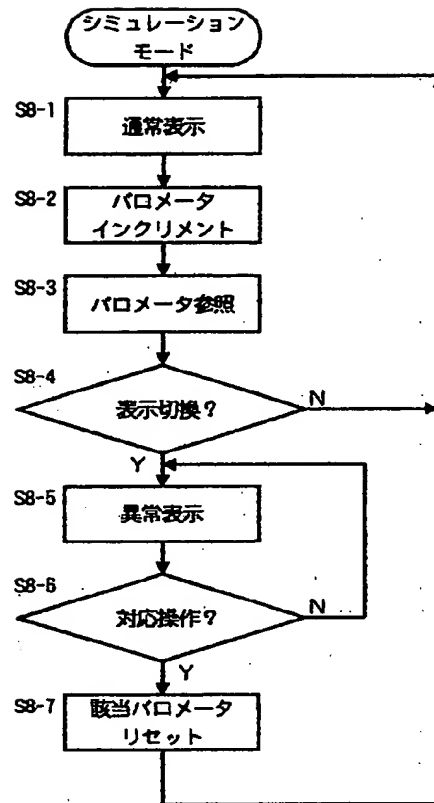 シミュレーション
モード
S8-1
通常表示
S8-2
パロメータ
インクリメント
S8-3
パロメータ参照
S8-4
表示切換？
N
Y
S8-5
異常表示
S8-6
対応操作？
N
Y
S8-7
該当パロメータ
リセット